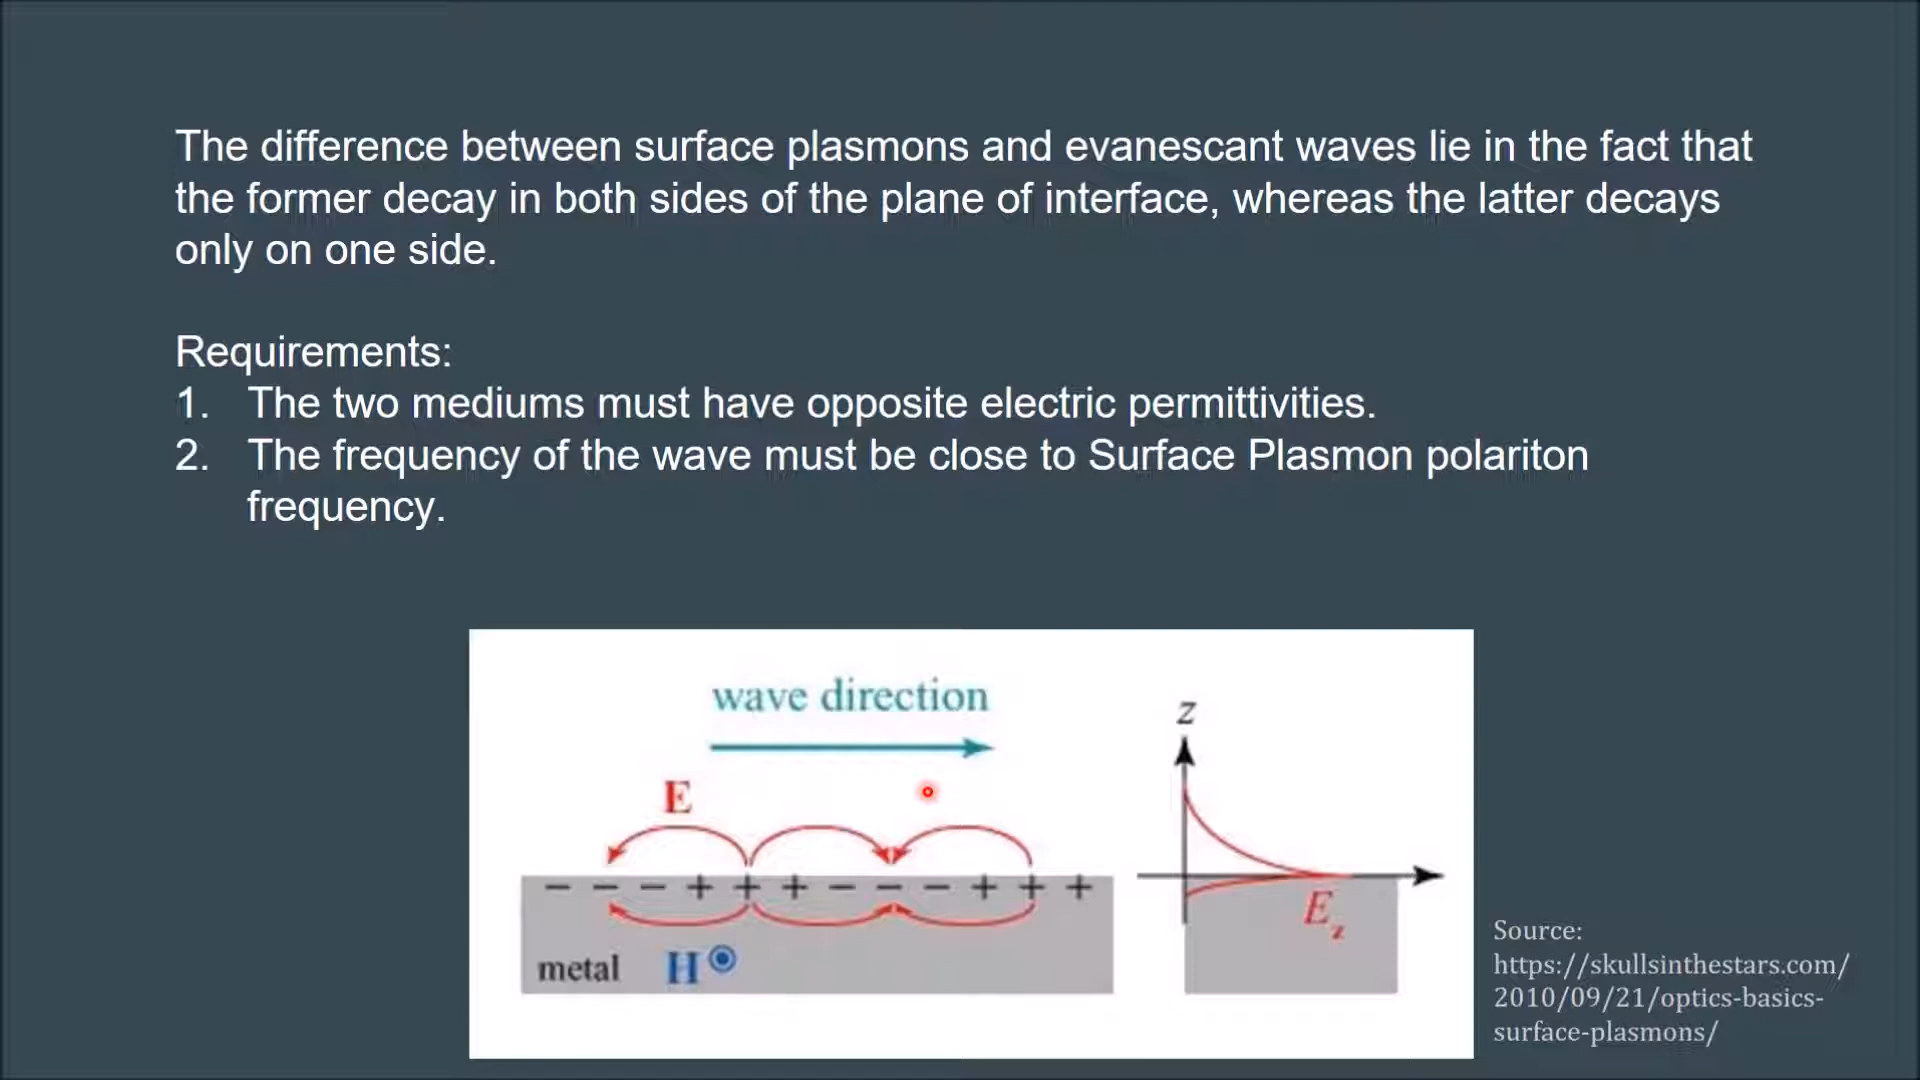 The difference between surface plasmons and evanescant waves lie in the fact that
the former decay in both sides of the plane of interface, whereas the latter decays
only on one side.
Requirements:
1. The two mediums must have opposite electric permittivities.
2. The frequency of the wave must be close to Surface Plasmon polariton
frequency.
wave direction
z
E
− − − + + + − − − + + +
E_z
metal H
Source:
https://skullsinthestars.com/
2010/09/21/optics-basics-
surface-plasmons/